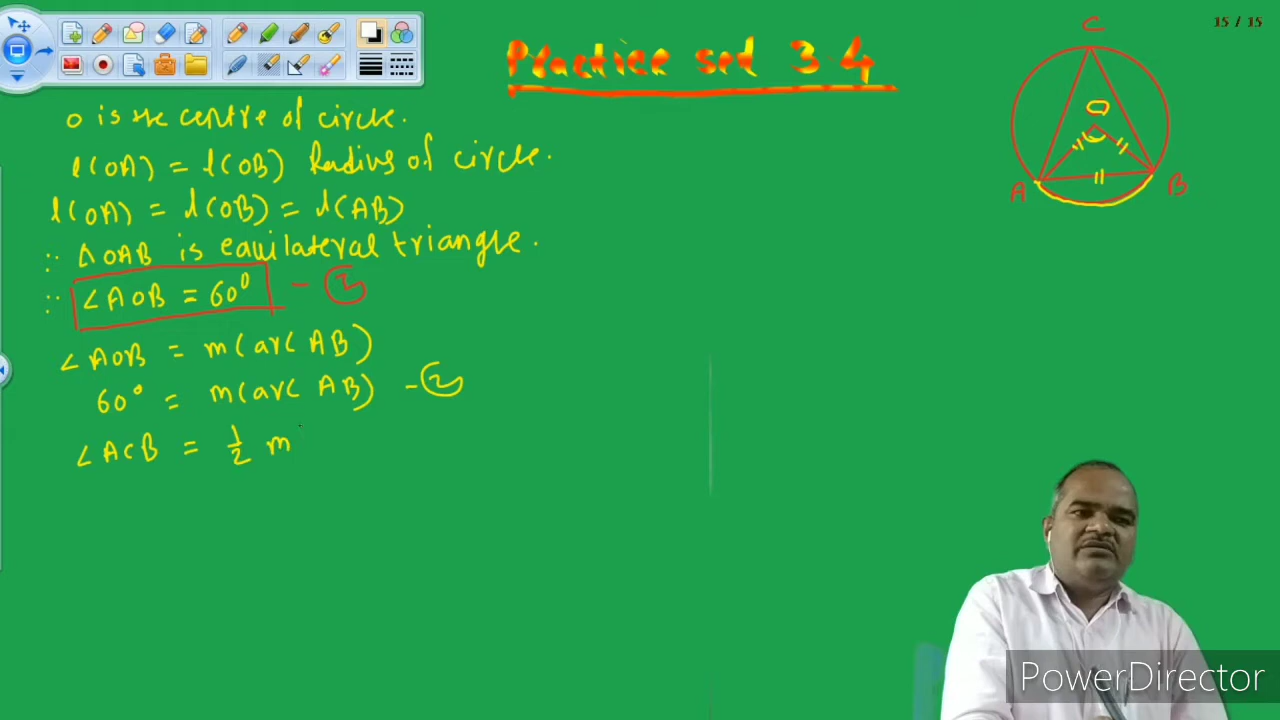 15 / 15
Practice set 3.4
C
O
A
B
O is the centre of circle.
l(OA) = l(OB) Radius of circle.
l(OA) = l(OB) = l(AB)
∴ ΔOAB is equilateral triangle.
∴ ∠AOB = 60°
∠AOB = m(arc AB)
60° = m(arc AB) - ②
∠ACB = 1/2 m
PowerDirector